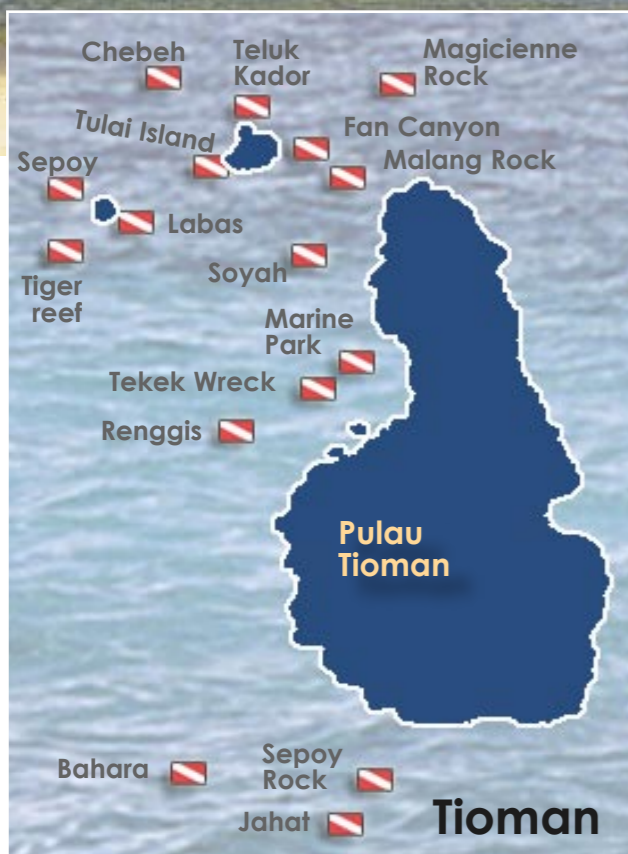 Chebeh
Teluk
Kador
Magicienne
Rock
Tulai Island
Fan Canyon
Malang Rock
Sepoy
Labas
Tiger
reef
Soyah
Marine
Park
Tekek Wreck
Renggis
Pulau
Tioman
Bahara
Sepoy
Rock
Jahat
Tioman